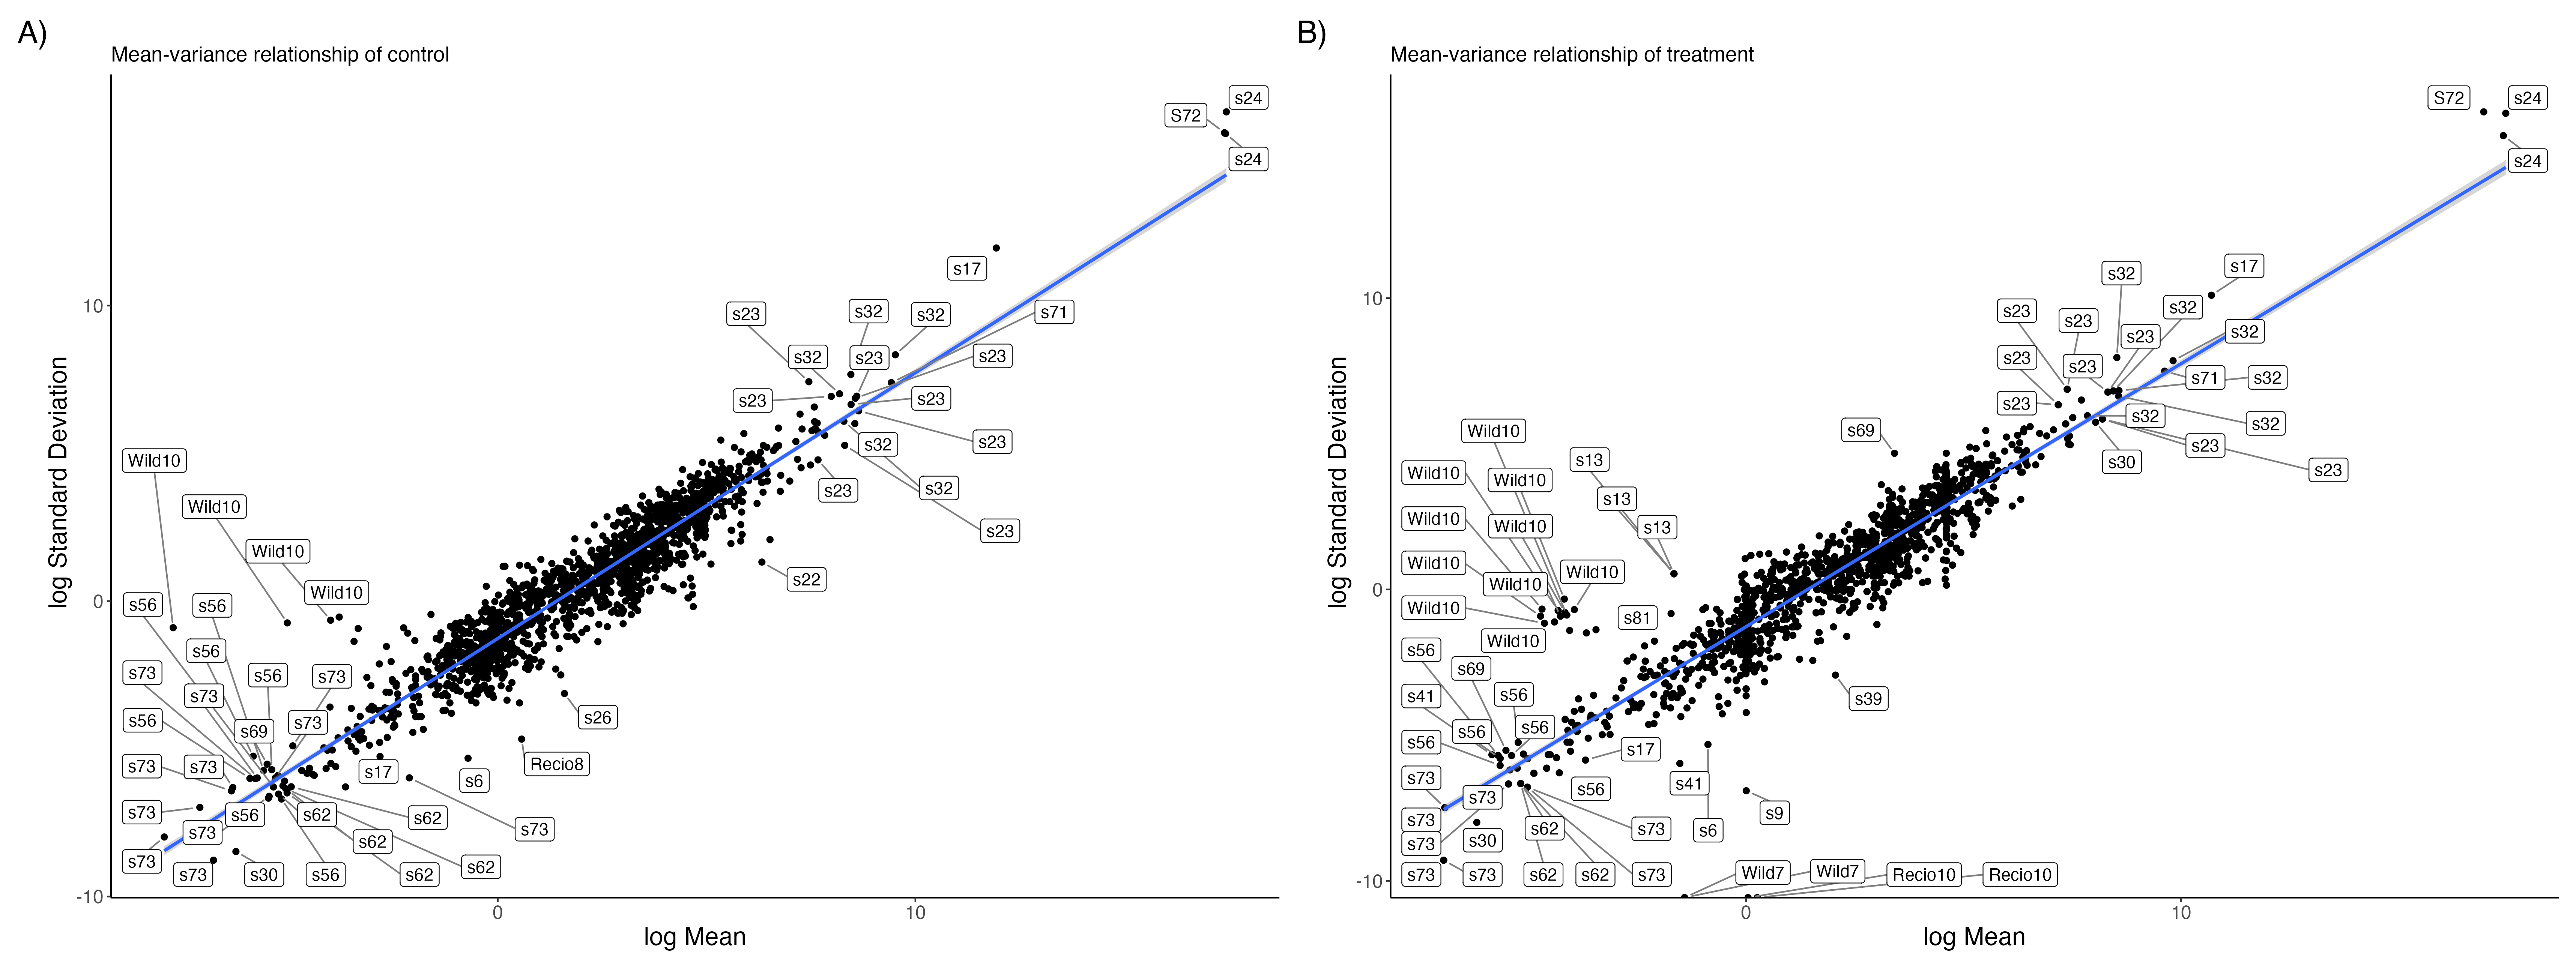 A)
Mean-variance relationship of control
log Standard Deviation
10
0
-10
0
10
log Mean
s24
S72
s24
s17
s23
s32
s32
s71
s32
s23
s23
s23
s23
s32
s23
s23
s32
s23
s22
Wild10
Wild10
Wild10
Wild10
s56
s56
s56
s73
s56
s73
s73
s56
s69
s73
s73
s73
s17
s6
Recio8
s26
s73
s56
s62
s62
s73
s73
s62
s73
s73
s30
s56
s62
s62
B)
Mean-variance relationship of treatment
log Standard Deviation
10
0
-10
0
10
log Mean
S72
s24
s24
s32
s17
s23
s23
s32
s23
s32
s23
s23
s71
s32
s23
s32
s32
s23
s30
s23
s69
Wild10
Wild10
Wild10
s13
s13
Wild10
Wild10
s13
Wild10
Wild10
Wild10
Wild10
s81
Wild10
s56
s69
s41
s56
s56
s56
s56
s17
s39
s73
s73
s56
s41
s9
s73
s62
s73
s6
s73
s30
s73
s73
s62
s62
s73
Wild7
Wild7
Recio10
Recio10